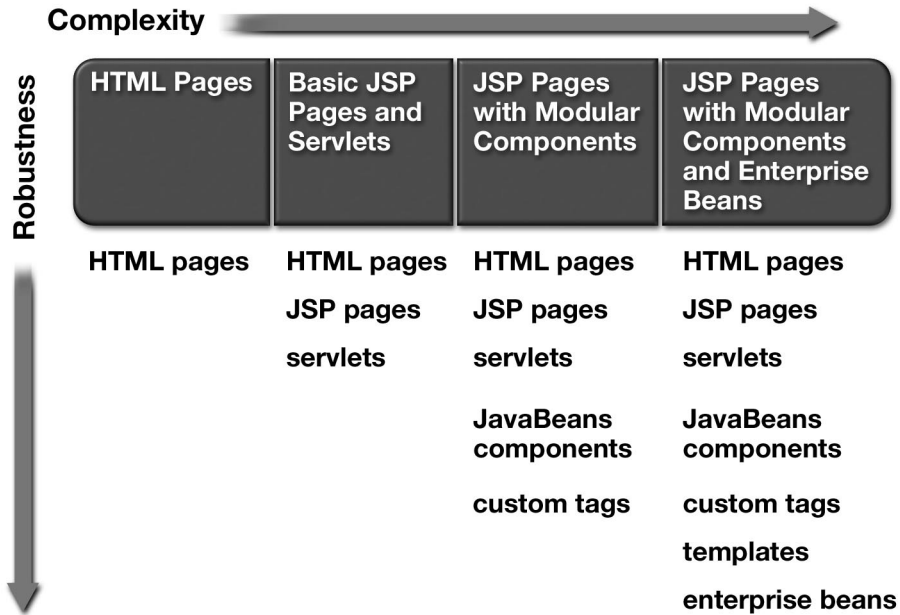 Complexity
Robustness
HTML Pages
Basic JSP
Pages and
Servlets
JSP Pages
with Modular
Components
JSP Pages
with Modular
Components
and Enterprise
Beans
HTML pages
HTML pages
JSP pages
servlets
HTML pages
JSP pages
servlets
JavaBeans
components
custom tags
HTML pages
JSP pages
servlets
JavaBeans
components
custom tags
templates
enterprise beans